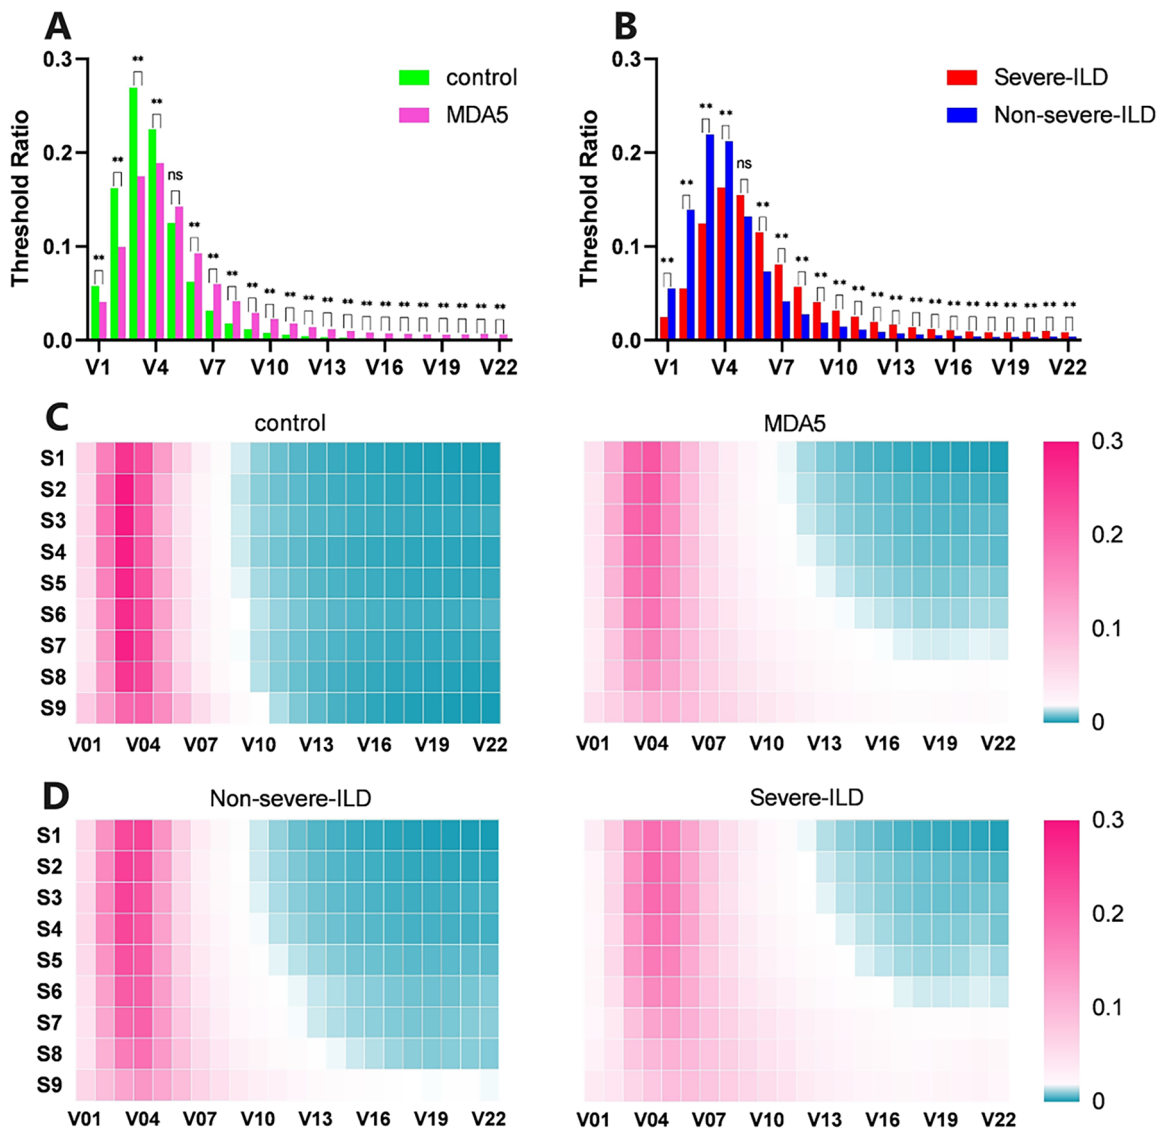 A
B
0.3
0.2
0.1
0.0
Threshold Ratio
control
MDA5
** ** ** ** ns ** ** ** ** ** ** ** ** ** ** ** ** ** ** ** ** **
V1 V4 V7 V10 V13 V16 V19 V22
0.3
0.2
0.1
0.0
Threshold Ratio
Severe-ILD
Non-severe-ILD
** ** ** ** ns ** ** ** ** ** ** ** ** ** ** ** ** ** ** ** ** **
V1 V4 V7 V10 V13 V16 V19 V22
C
control
MDA5
S1
S2
S3
S4
S5
S6
S7
S8
S9
V01 V04 V07 V10 V13 V16 V19 V22
V01 V04 V07 V10 V13 V16 V19 V22
0.3
0.2
0.1
0
D
Non-severe-ILD
Severe-ILD
S1
S2
S3
S4
S5
S6
S7
S8
S9
V01 V04 V07 V10 V13 V16 V19 V22
V01 V04 V07 V10 V13 V16 V19 V22
0.3
0.2
0.1
0